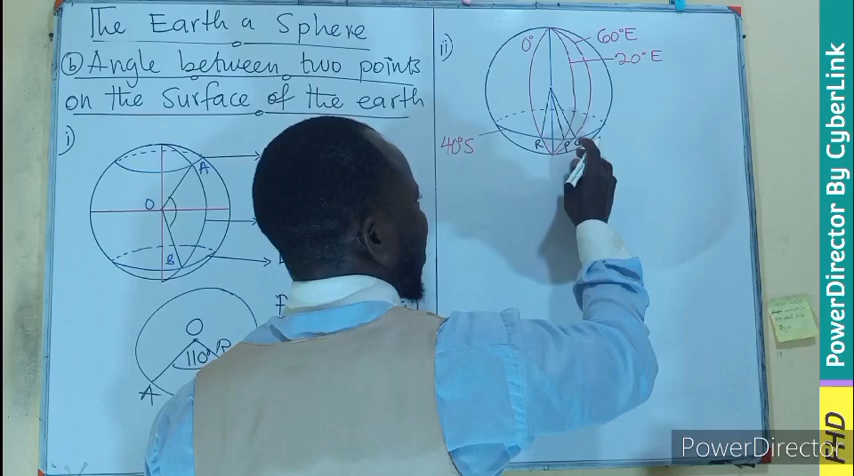 The Earth a Sphere
(b) Angle between two points
on the surface of the earth
i)
A
O
B
O
110°
B
A
ii)
0°
60°E
20°E
40°S
R
P
Q
PowerDirector By CyberLink
PHD
PowerDirector